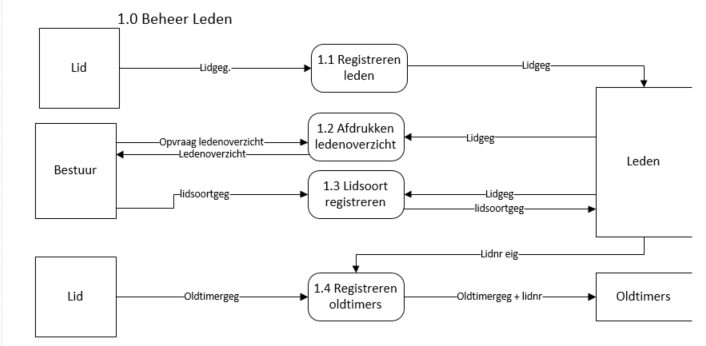 1.0 Beheer Leden
Lid
Lidgeg.
1.1 Registreren
leden
Lidgeg
Bestuur
Opvraag ledenoverzicht
Ledenoverzicht
1.2 Afdrukken
ledenoverzicht
Lidgeg
Leden
lidsoortgeg
1.3 Lidsoort
registreren
Lidgeg
lidsoortgeg
Lidnr eig
Lid
Oldtimergeg
1.4 Registreren
oldtimers
Oldtimergeg + lidnr
Oldtimers